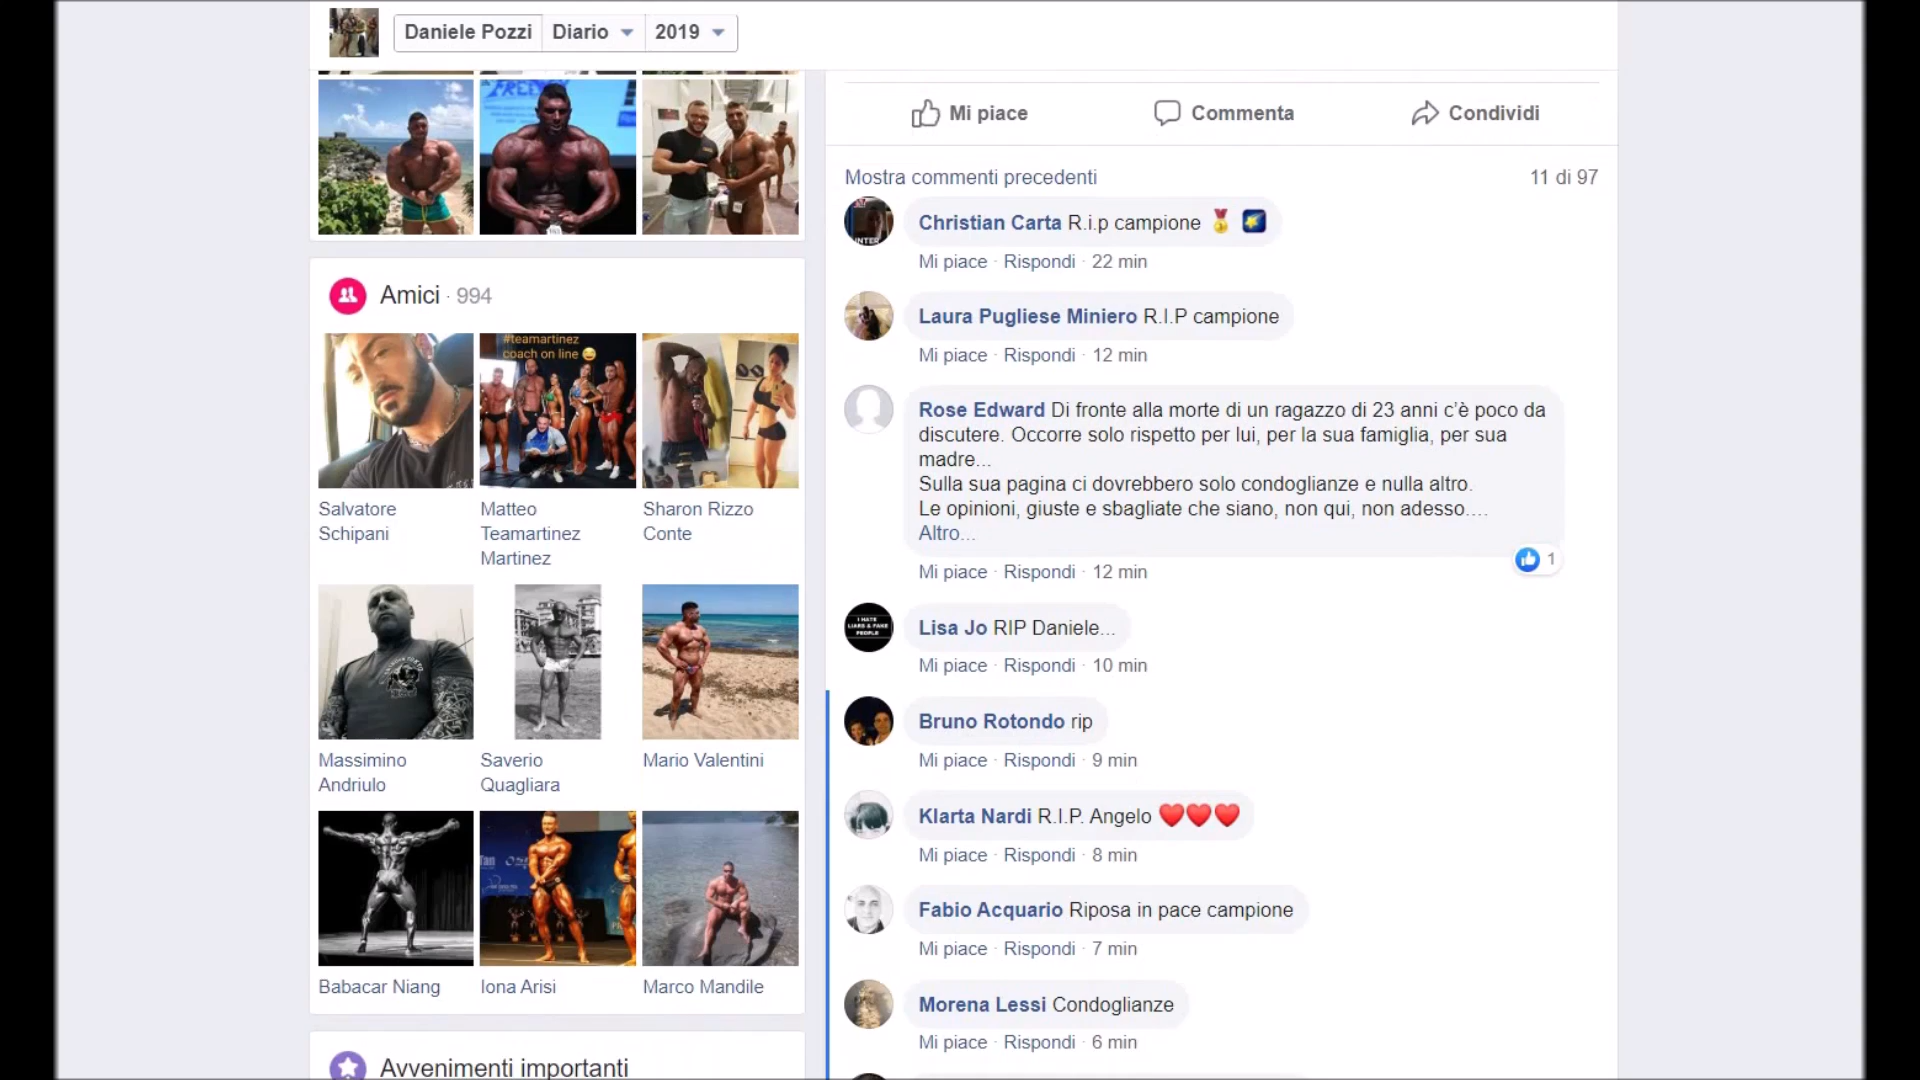 Daniele Pozzi Diario 2019
Mi piace Commenta Condividi
Mostra commenti precedenti 11 di 97
Christian Carta R.i.p campione 🏅 🌠
Mi piace · Rispondi · 22 min
Laura Pugliese Miniero R.I.P campione
Mi piace · Rispondi · 12 min
Rose Edward Di fronte alla morte di un ragazzo di 23 anni c’è poco da
discutere. Occorre solo rispetto per lui, per la sua famiglia, per sua
madre...
Sulla sua pagina ci dovrebbero solo condoglianze e nulla altro.
Le opinioni, giuste e sbagliate che siano, non qui, non adesso....
Altro...
1
Mi piace · Rispondi · 12 min
I HATE
LIARS & FAKE
PEOPLE
Lisa Jo RIP Daniele...
Mi piace · Rispondi · 10 min
Bruno Rotondo rip
Mi piace · Rispondi · 9 min
Klarta Nardi R.I.P. Angelo ❤️❤️❤️
Mi piace · Rispondi · 8 min
Fabio Acquario Riposa in pace campione
Mi piace · Rispondi · 7 min
Morena Lessi Condoglianze
Mi piace · Rispondi · 6 min
Amici · 994
#teamartinez
coach on line 😂
Salvatore
Schipani
Matteo
Teamartinez
Martinez
Sharon Rizzo
Conte
Massimino
Andriulo
Saverio
Quagliara
Mario Valentini
Babacar Niang
Iona Arisi
Marco Mandile
Avvenimenti importanti